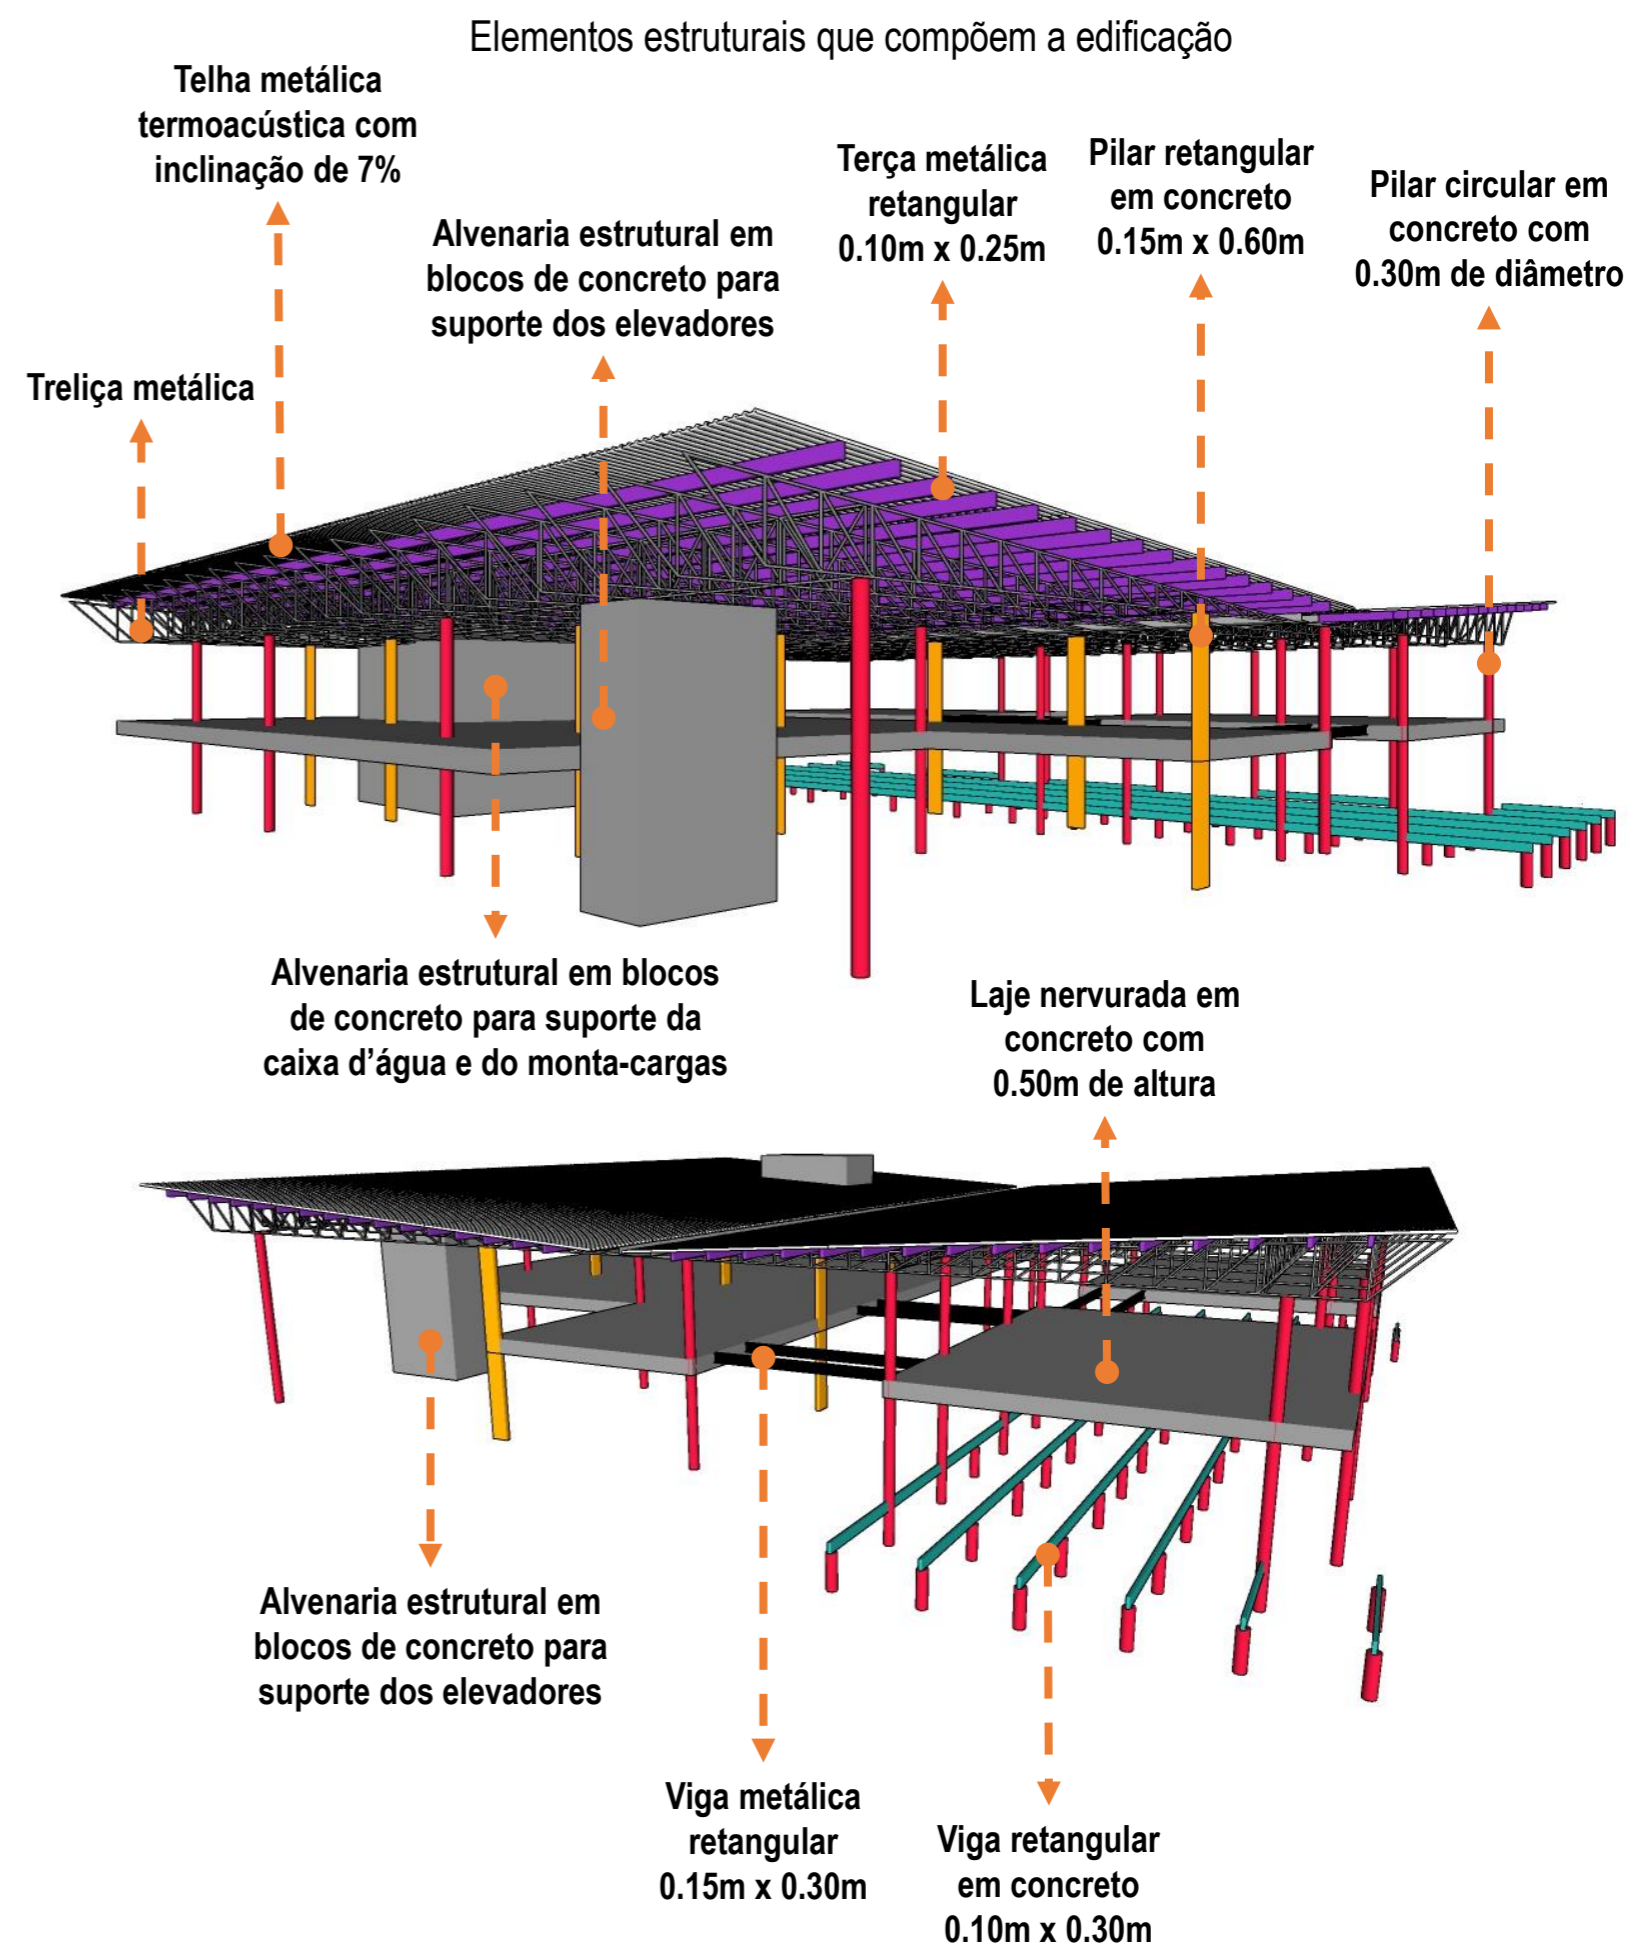 Elementos estruturais que compõem a edificação
Telha metálica
termoacústica com
inclinação de 7%
Alvenaria estrutural em
blocos de concreto para
suporte dos elevadores
Terça metálica
retangular
0.10m x 0.25m
Pilar retangular
em concreto
0.15m x 0.60m
Pilar circular em
concreto com
0.30m de diâmetro
Treliça metálica
Alvenaria estrutural em blocos
de concreto para suporte da
caixa d’água e do monta-cargas
Laje nervurada em
concreto com
0.50m de altura
Alvenaria estrutural em
blocos de concreto para
suporte dos elevadores
Viga metálica
retangular
0.15m x 0.30m
Viga retangular
em concreto
0.10m x 0.30m